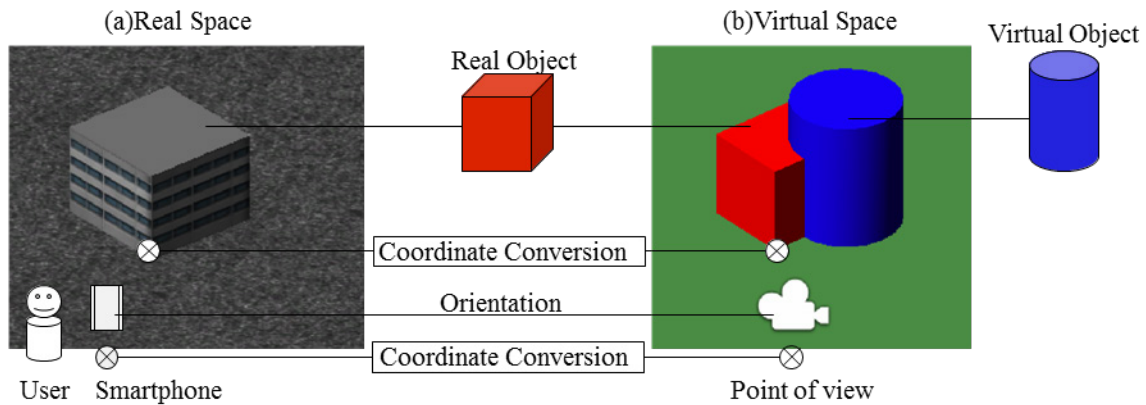 (a)Real Space
(b)Virtual Space
Virtual Object
Real Object
Coordinate Conversion
Orientation
Coordinate Conversion
User
Smartphone
Point of view